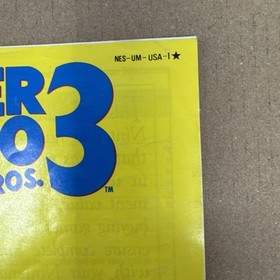 NES-UM-USA-1★
ER
O 3
ROS.
TM